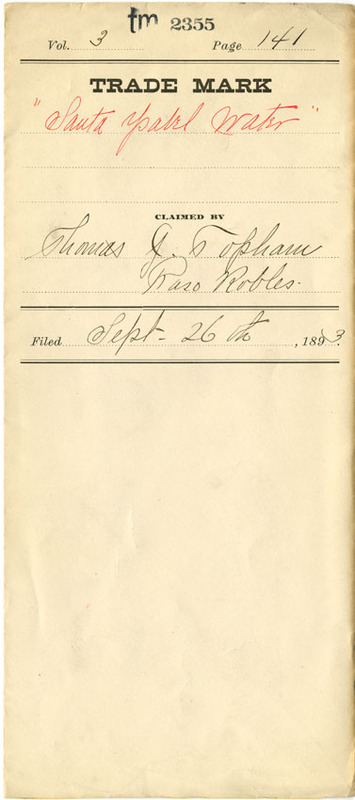 tm 2355
Vol. 3 Page 141
TRADE MARK
"Santa Ysabel Water"
CLAIMED BY
Thomas J. Topham
Paso Robles.
Filed Sept- 26th, 1893.